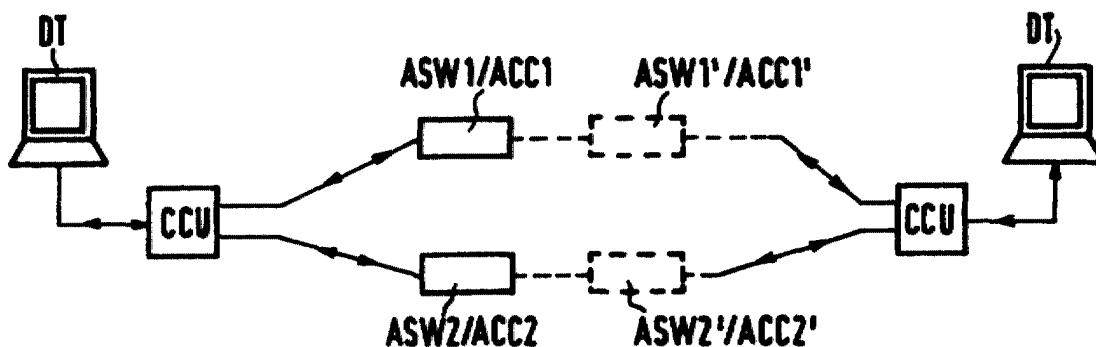 DT
DT
ASW1/ACC1
ASW1'/ACC1'
CCU
CCU
ASW2/ACC2
ASW2'/ACC2'